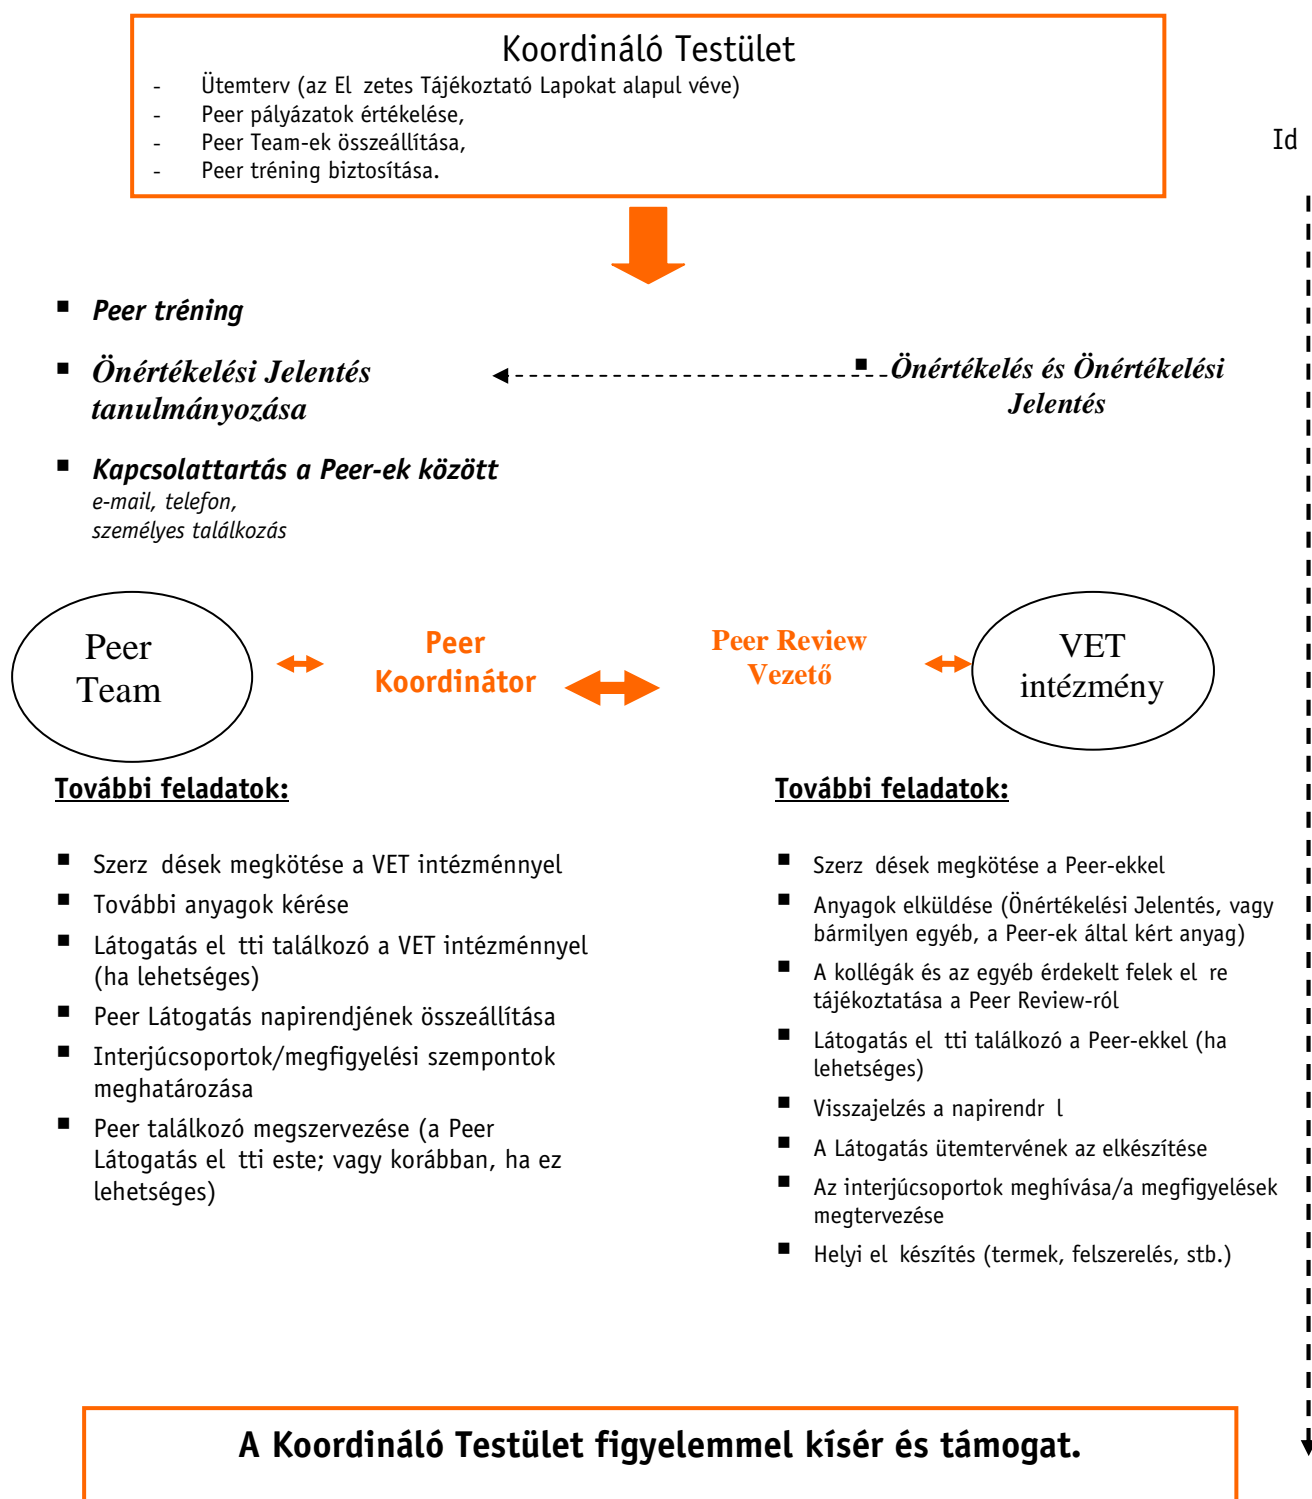 Koordináló Testület
- Ütemterv (az El zetes Tájékoztató Lapokat alapul véve)
- Peer pályázatok értékelése,
- Peer Team-ek összeállítása,
- Peer tréning biztosítása.
Id
▪ Peer tréning
▪ Önértékelési Jelentés
tanulmányozása
▪ Önértékelés és Önértékelési
Jelentés
▪ Kapcsolattartás a Peer-ek között
e-mail, telefon,
személyes találkozás
Peer
Team
Peer
Koordinátor
Peer Review
Vezető
VET
intézmény
További feladatok:
▪ Szerz dések megkötése a VET intézménnyel
▪ További anyagok kérése
▪ Látogatás el tti találkozó a VET intézménnyel
(ha lehetséges)
▪ Peer Látogatás napirendjének összeállítása
▪ Interjúcsoportok/megfigyelési szempontok
meghatározása
▪ Peer találkozó megszervezése (a Peer
Látogatás el tti este; vagy korábban, ha ez
lehetséges)
További feladatok:
▪ Szerz dések megkötése a Peer-ekkel
▪ Anyagok elküldése (Önértékelési Jelentés, vagy
bármilyen egyéb, a Peer-ek által kért anyag)
▪ A kollégák és az egyéb érdekelt felek el re
tájékoztatása a Peer Review-ról
▪ Látogatás el tti találkozó a Peer-ekkel (ha
lehetséges)
▪ Visszajelzés a napirendr l
▪ A Látogatás ütemtervének az elkészítése
▪ Az interjúcsoportok meghívása/a megfigyelések
megtervezése
▪ Helyi el készítés (termek, felszerelés, stb.)
A Koordináló Testület figyelemmel kísér és támogat.